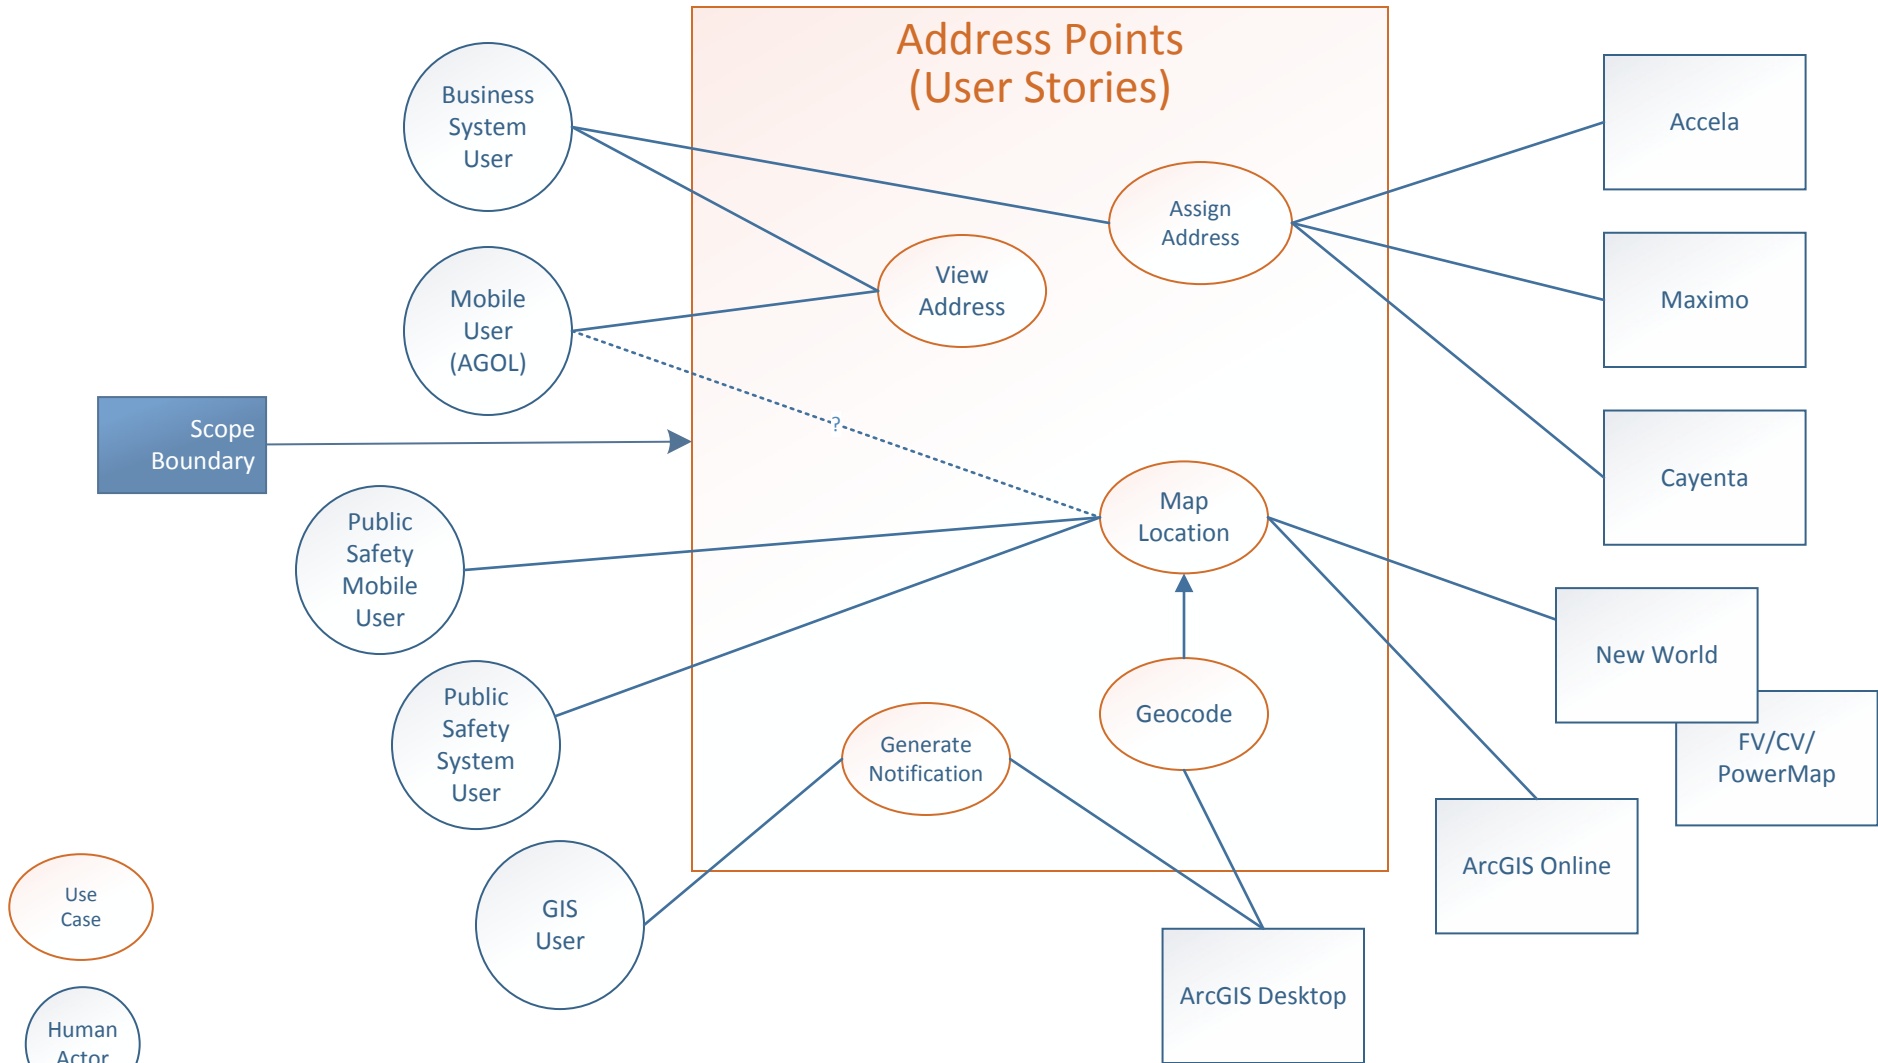 Address Points
(User Stories)
Business
System
User
Accela
Assign
Address
View
Address
Mobile
User
(AGOL)
Maximo
?
Scope
Boundary
Cayenta
Map
Location
Public
Safety
Mobile
User
New World
Geocode
Public
Safety
System
User
Generate
Notification
FV/CV/
PowerMap
ArcGIS Online
Use
Case
GIS
User
ArcGIS Desktop
Human
Actor